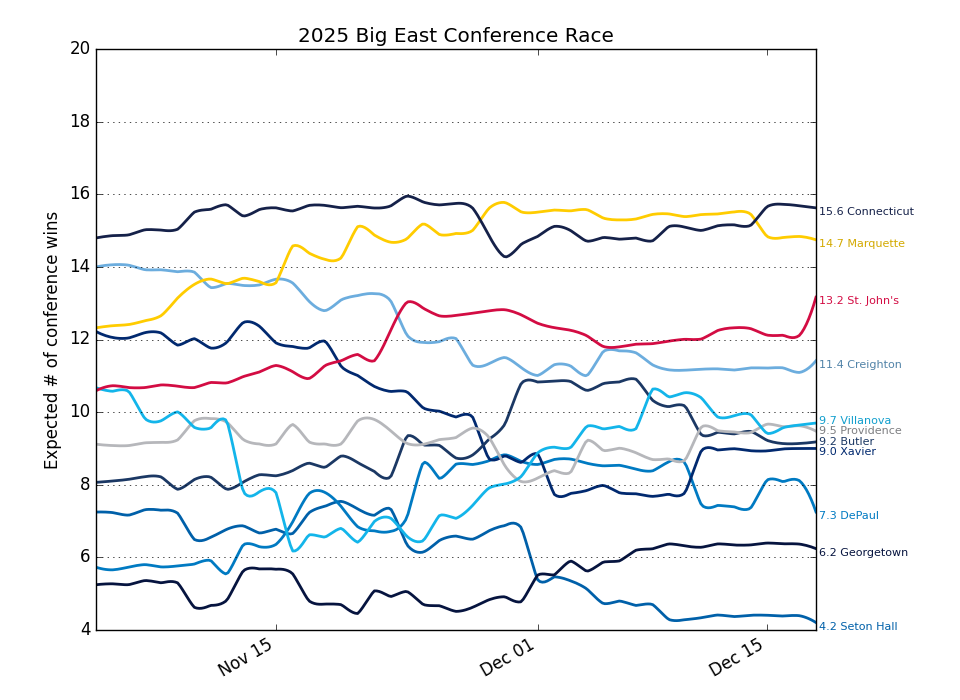 2025 Big East Conference Race
Expected # of conference wins
20
18
16
14
12
10
8
6
4
15.6 Connecticut
14.7 Marquette
13.2 St. John's
11.4 Creighton
9.7 Villanova
9.5 Providence
9.2 Butler
9.0 Xavier
7.3 DePaul
6.2 Georgetown
4.2 Seton Hall
Nov 15
Dec 01
Dec 15